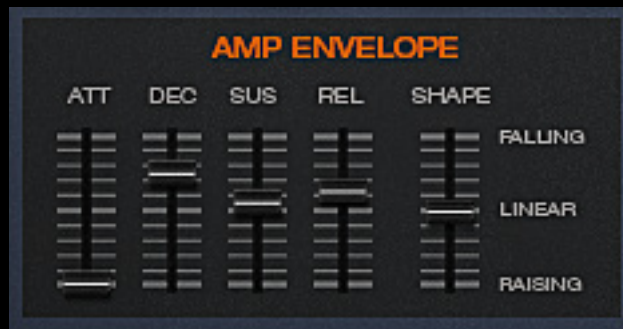 AMP ENVELOPE
ATT DEC SUS REL SHAPE
FALLING
LINEAR
RAISING